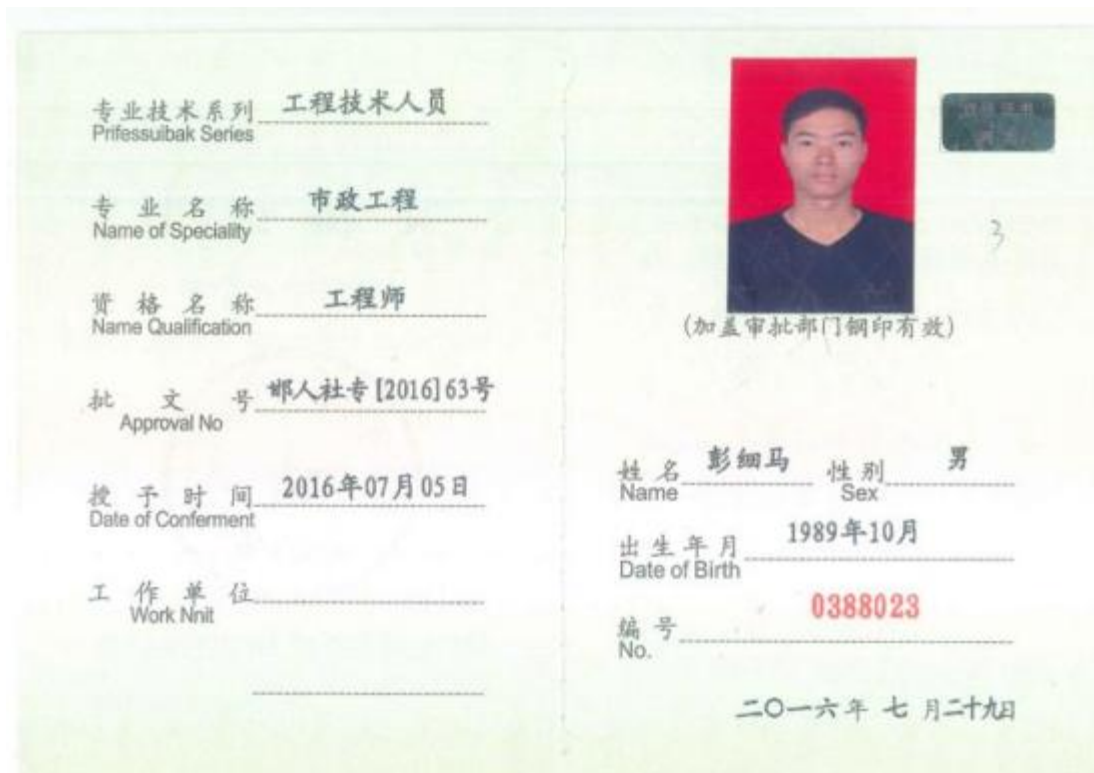 专业技术系列 工程技术人员
Prifessuibak Series
专业名称 市政工程
Name of Speciality
资格名称 工程师
Name Qualification
批文号 邯人社专[2016]63号
Approval No
授予时间 2016年07月05日
Date of Conferment
工作单位
Work Nnit
3
(加盖审批部门钢印有效)
姓名 彭细马 性别 男
Name Sex
出生年月 1989年10月
Date of Birth
编号 0388023
No.
二〇一六年 七 月二十九日